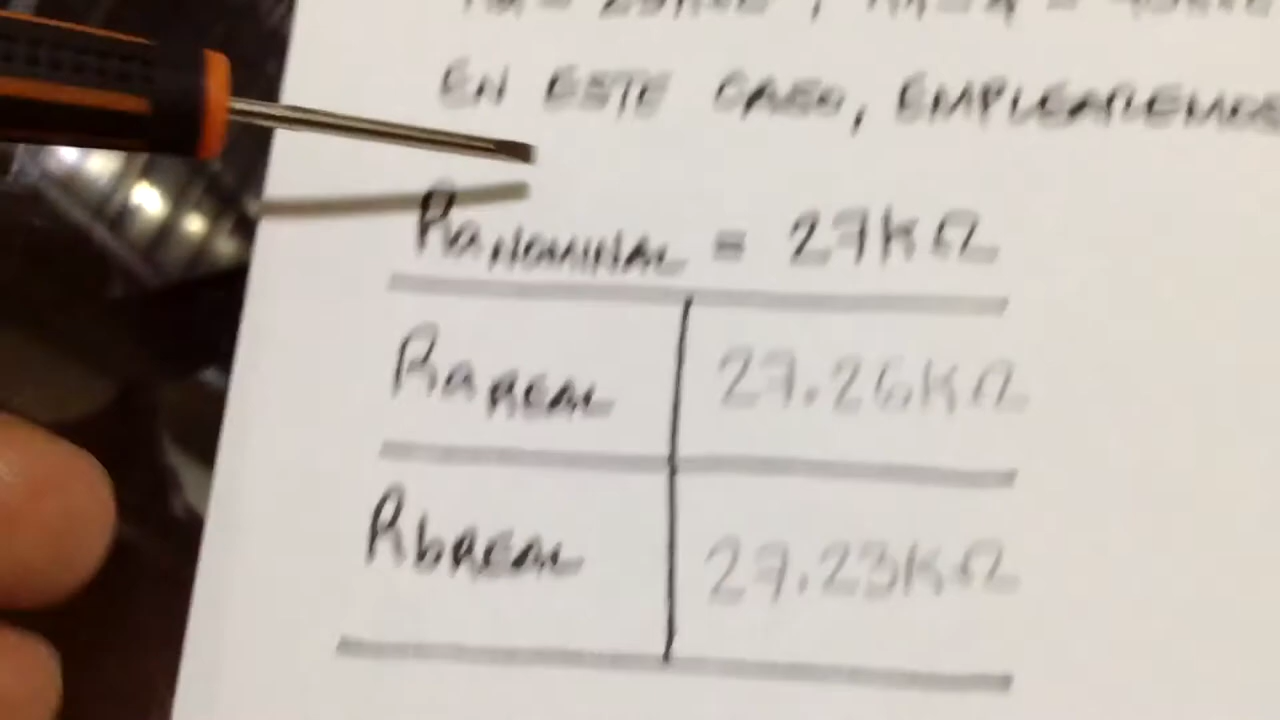 EN ESTE CASO, EMPLEAREMOS
Ra NOMINAL = 27KΩ
Ra REAL 27.26KΩ
Rb REAL 27.23KΩ